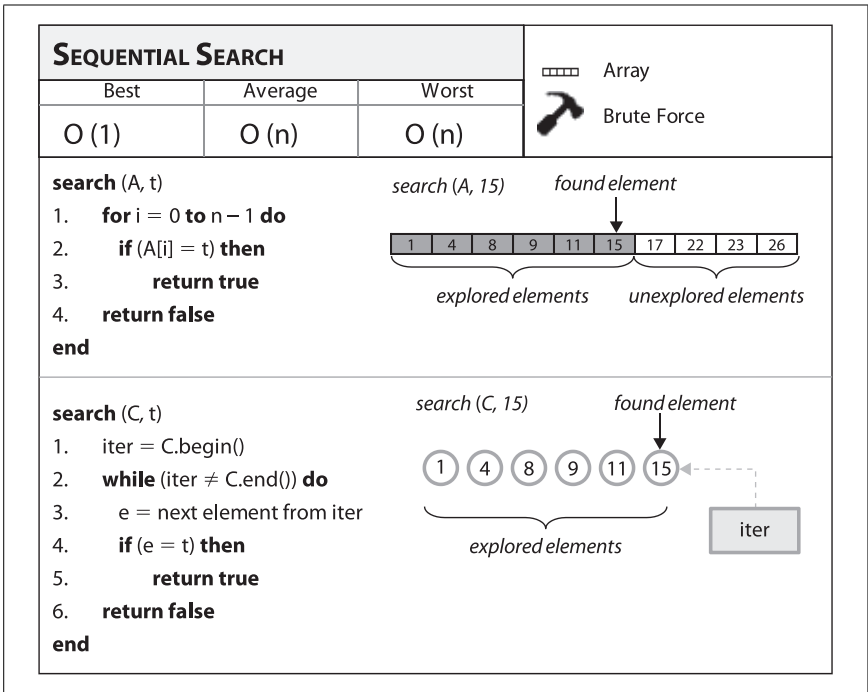 SEQUENTIAL SEARCH
Best Average Worst
O (1) O (n) O (n)
Array
Brute Force
search (A, t)
1. for i = 0 to n – 1 do
2. if (A[i] = t) then
3. return true
4. return false
end
search (A, 15) found element
1 4 8 9 11 15 17 22 23 26
explored elements unexplored elements
search (C, t)
1. iter = C.begin()
2. while (iter ≠ C.end()) do
3. e = next element from iter
4. if (e = t) then
5. return true
6. return false
end
search (C, 15) found element
1 4 8 9 11 15
iter
explored elements